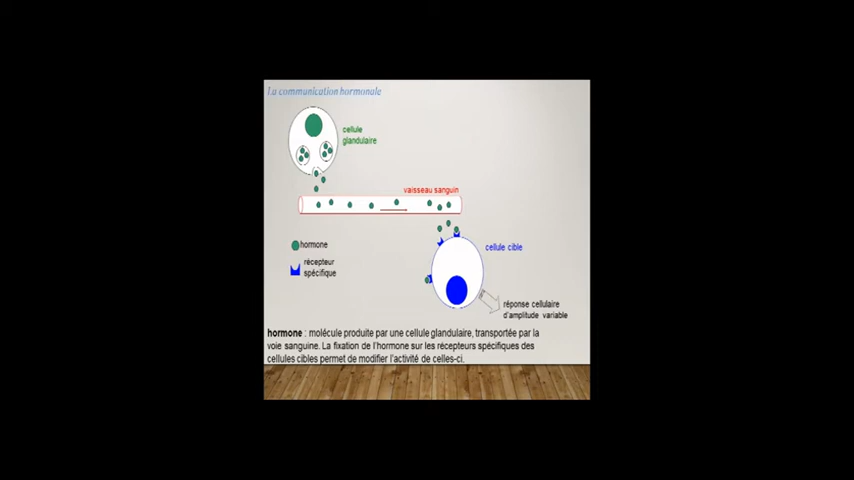 La communication hormonale
cellule
glandulaire
vaisseau sanguin
hormone
récepteur
spécifique
cellule cible
réponse cellulaire
d'amplitude variable
hormone : molécule produite par une cellule glandulaire, transportée par la
voie sanguine. La fixation de l'hormone sur les récepteurs spécifiques des
cellules cibles permet de modifier l'activité de celles-ci.